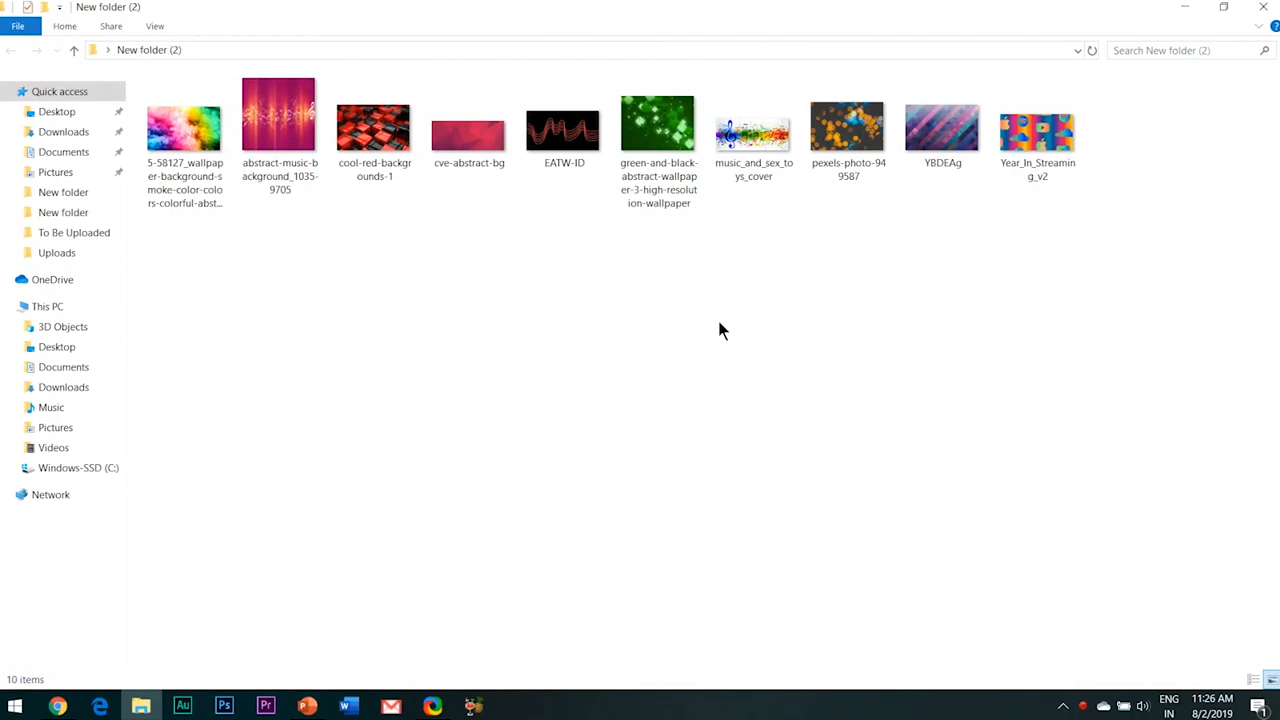 New folder (2)
File
Home
Share
View
New folder (2)
Search New folder (2)
Quick access
Desktop
Downloads
Documents
Pictures
New folder
New folder
To Be Uploaded
Uploads
OneDrive
This PC
3D Objects
Desktop
Documents
Downloads
Music
Pictures
Videos
Windows-SSD (C:)
Network
5-58127_wallpap
er-background-s
moke-color-colo
rs-colorful-abst...
abstract-music-b
ackground_1035-
9705
cool-red-backgr
ounds-1
cve-abstract-bg
EATW-ID
green-and-black-
abstract-wallpap
er-3-high-resolut
ion-wallpaper
music_and_sex_to
ys_cover
pexels-photo-94
9587
YBDEAg
Year_In_Streamin
g_v2
10 items
Au
Ps
Pr
ENG
IN
11:26 AM
8/2/2019
1